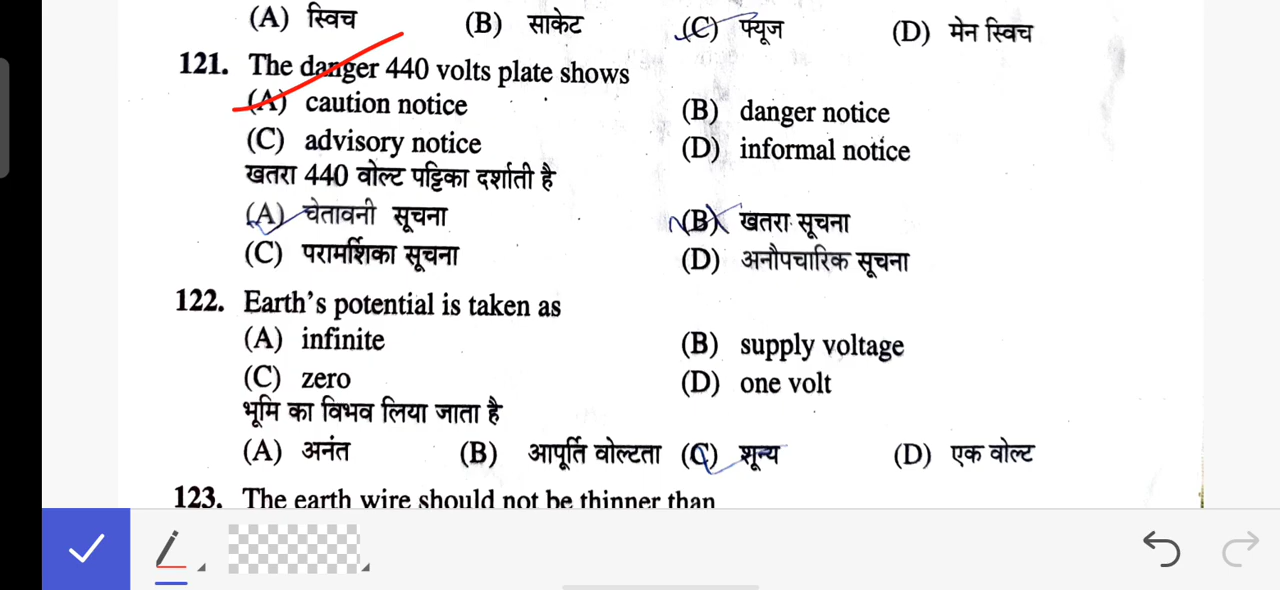 (A) स्विच (B) साकेट (C) फ्यूज (D) मेन स्विच
121. The danger 440 volts plate shows
(A) caution notice (B) danger notice
(C) advisory notice (D) informal notice
खतरा 440 वोल्ट पट्टिका दर्शाती है
(A) चेतावनी सूचना (B) खतरा सूचना
(C) परामर्शिका सूचना (D) अनौपचारिक सूचना
122. Earth's potential is taken as
(A) infinite (B) supply voltage
(C) zero (D) one volt
भूमि का विभव लिया जाता है
(A) अनंत (B) आपूर्ति वोल्टता (C) शून्य (D) एक वोल्ट
123. The earth wire should not be thinner than